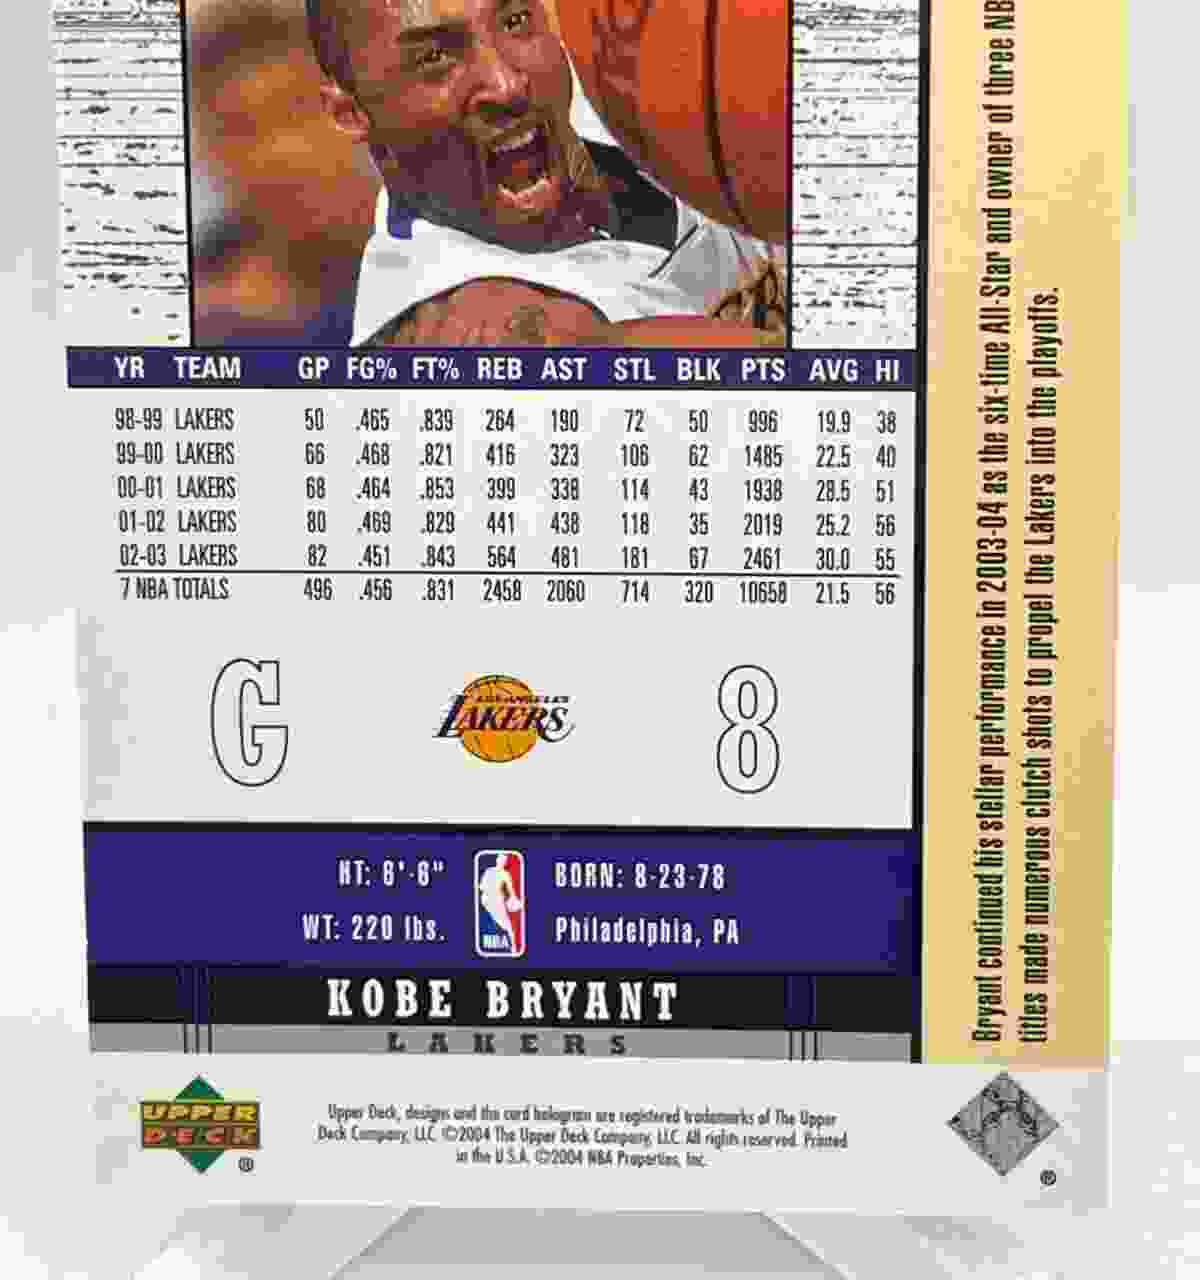 YR TEAM GP FG% FT% REB AST STL BLK PTS AVG HI
98-99 LAKERS 50 .465 .839 264 190 72 50 996 19.9 38
99-00 LAKERS 66 .468 .821 416 323 106 62 1485 22.5 40
00-01 LAKERS 68 .464 .853 399 338 114 43 1938 28.5 51
01-02 LAKERS 80 .469 .829 441 438 118 35 2019 25.2 56
02-03 LAKERS 82 .451 .843 564 481 181 67 2461 30.0 55
7 NBA TOTALS 496 .456 .831 2458 2060 714 320 10658 21.5 56
G
LOS ANGELES
LAKERS
8
HT: 6'-6"
WT: 220 lbs.
NBA
BORN: 8-23-78
Philadelphia, PA
KOBE BRYANT
LAKERS
Bryant continued his stellar performance in 2003-04 as the six-time All-Star and owner of three NB
titles made numerous clutch shots to propel the Lakers into the playoffs.
UPPER
DECK
®
Upper Deck, designs and the card hologram are registered trademarks of The Upper
Deck Company, LLC. ©2004 The Upper Deck Company, LLC. All rights reserved. Printed
in the U.S.A. ©2004 NBA Properties, Inc.
®